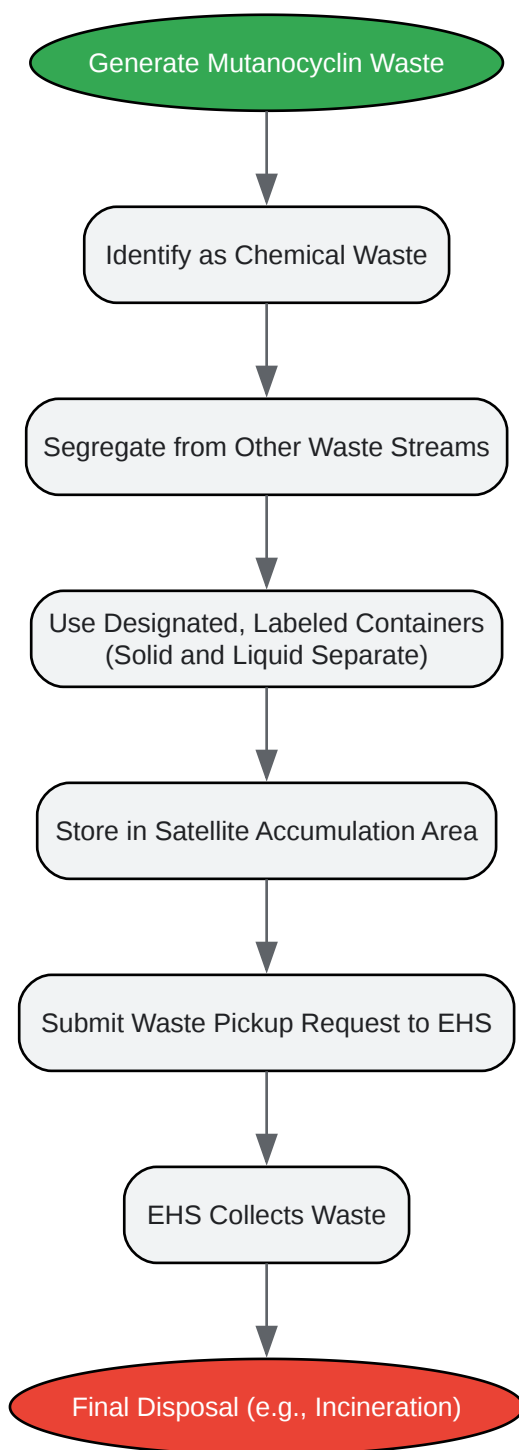 Generate Mutanocyclin Waste
Identify as Chemical Waste
Segregate from Other Waste Streams
Use Designated, Labeled Containers
(Solid and Liquid Separate)
Store in Satellite Accumulation Area
Submit Waste Pickup Request to EHS
EHS Collects Waste
Final Disposal (e.g., Incineration)